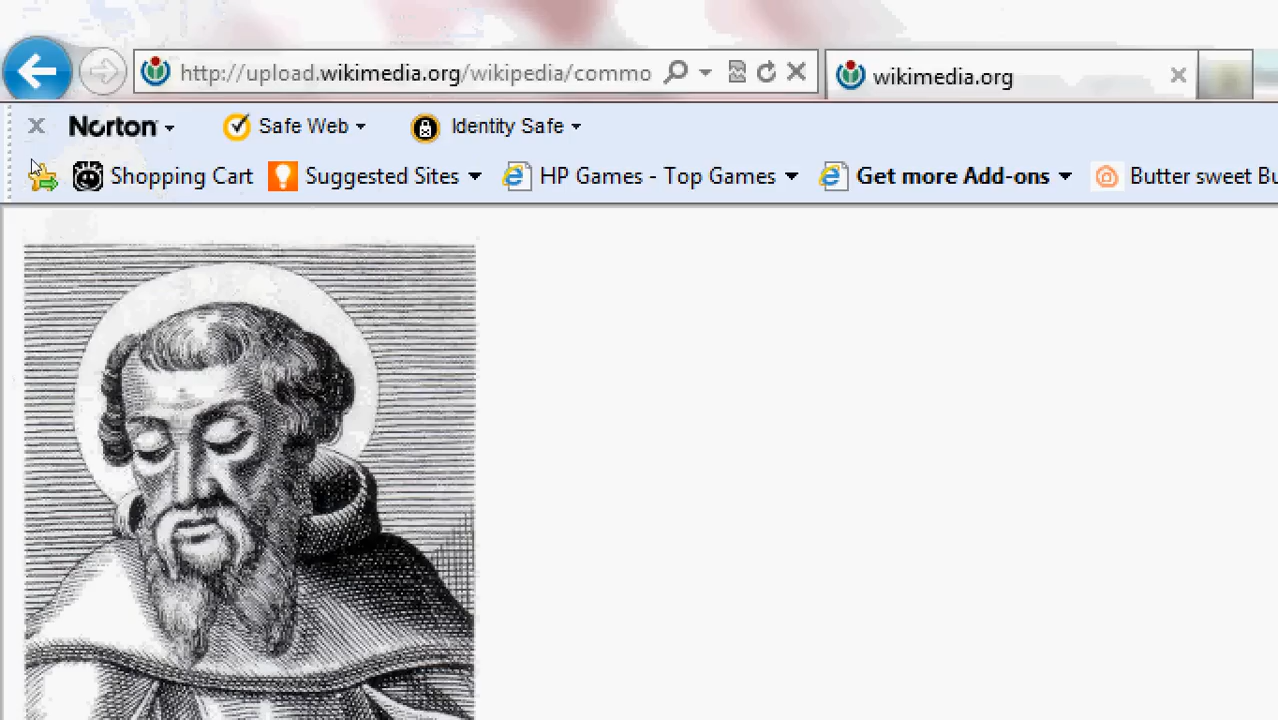 http://upload.wikimedia.org/wikipedia/commo
wikimedia.org
Norton Safe Web Identity Safe
Shopping Cart Suggested Sites HP Games - Top Games Get more Add-ons Butter sweet Bu